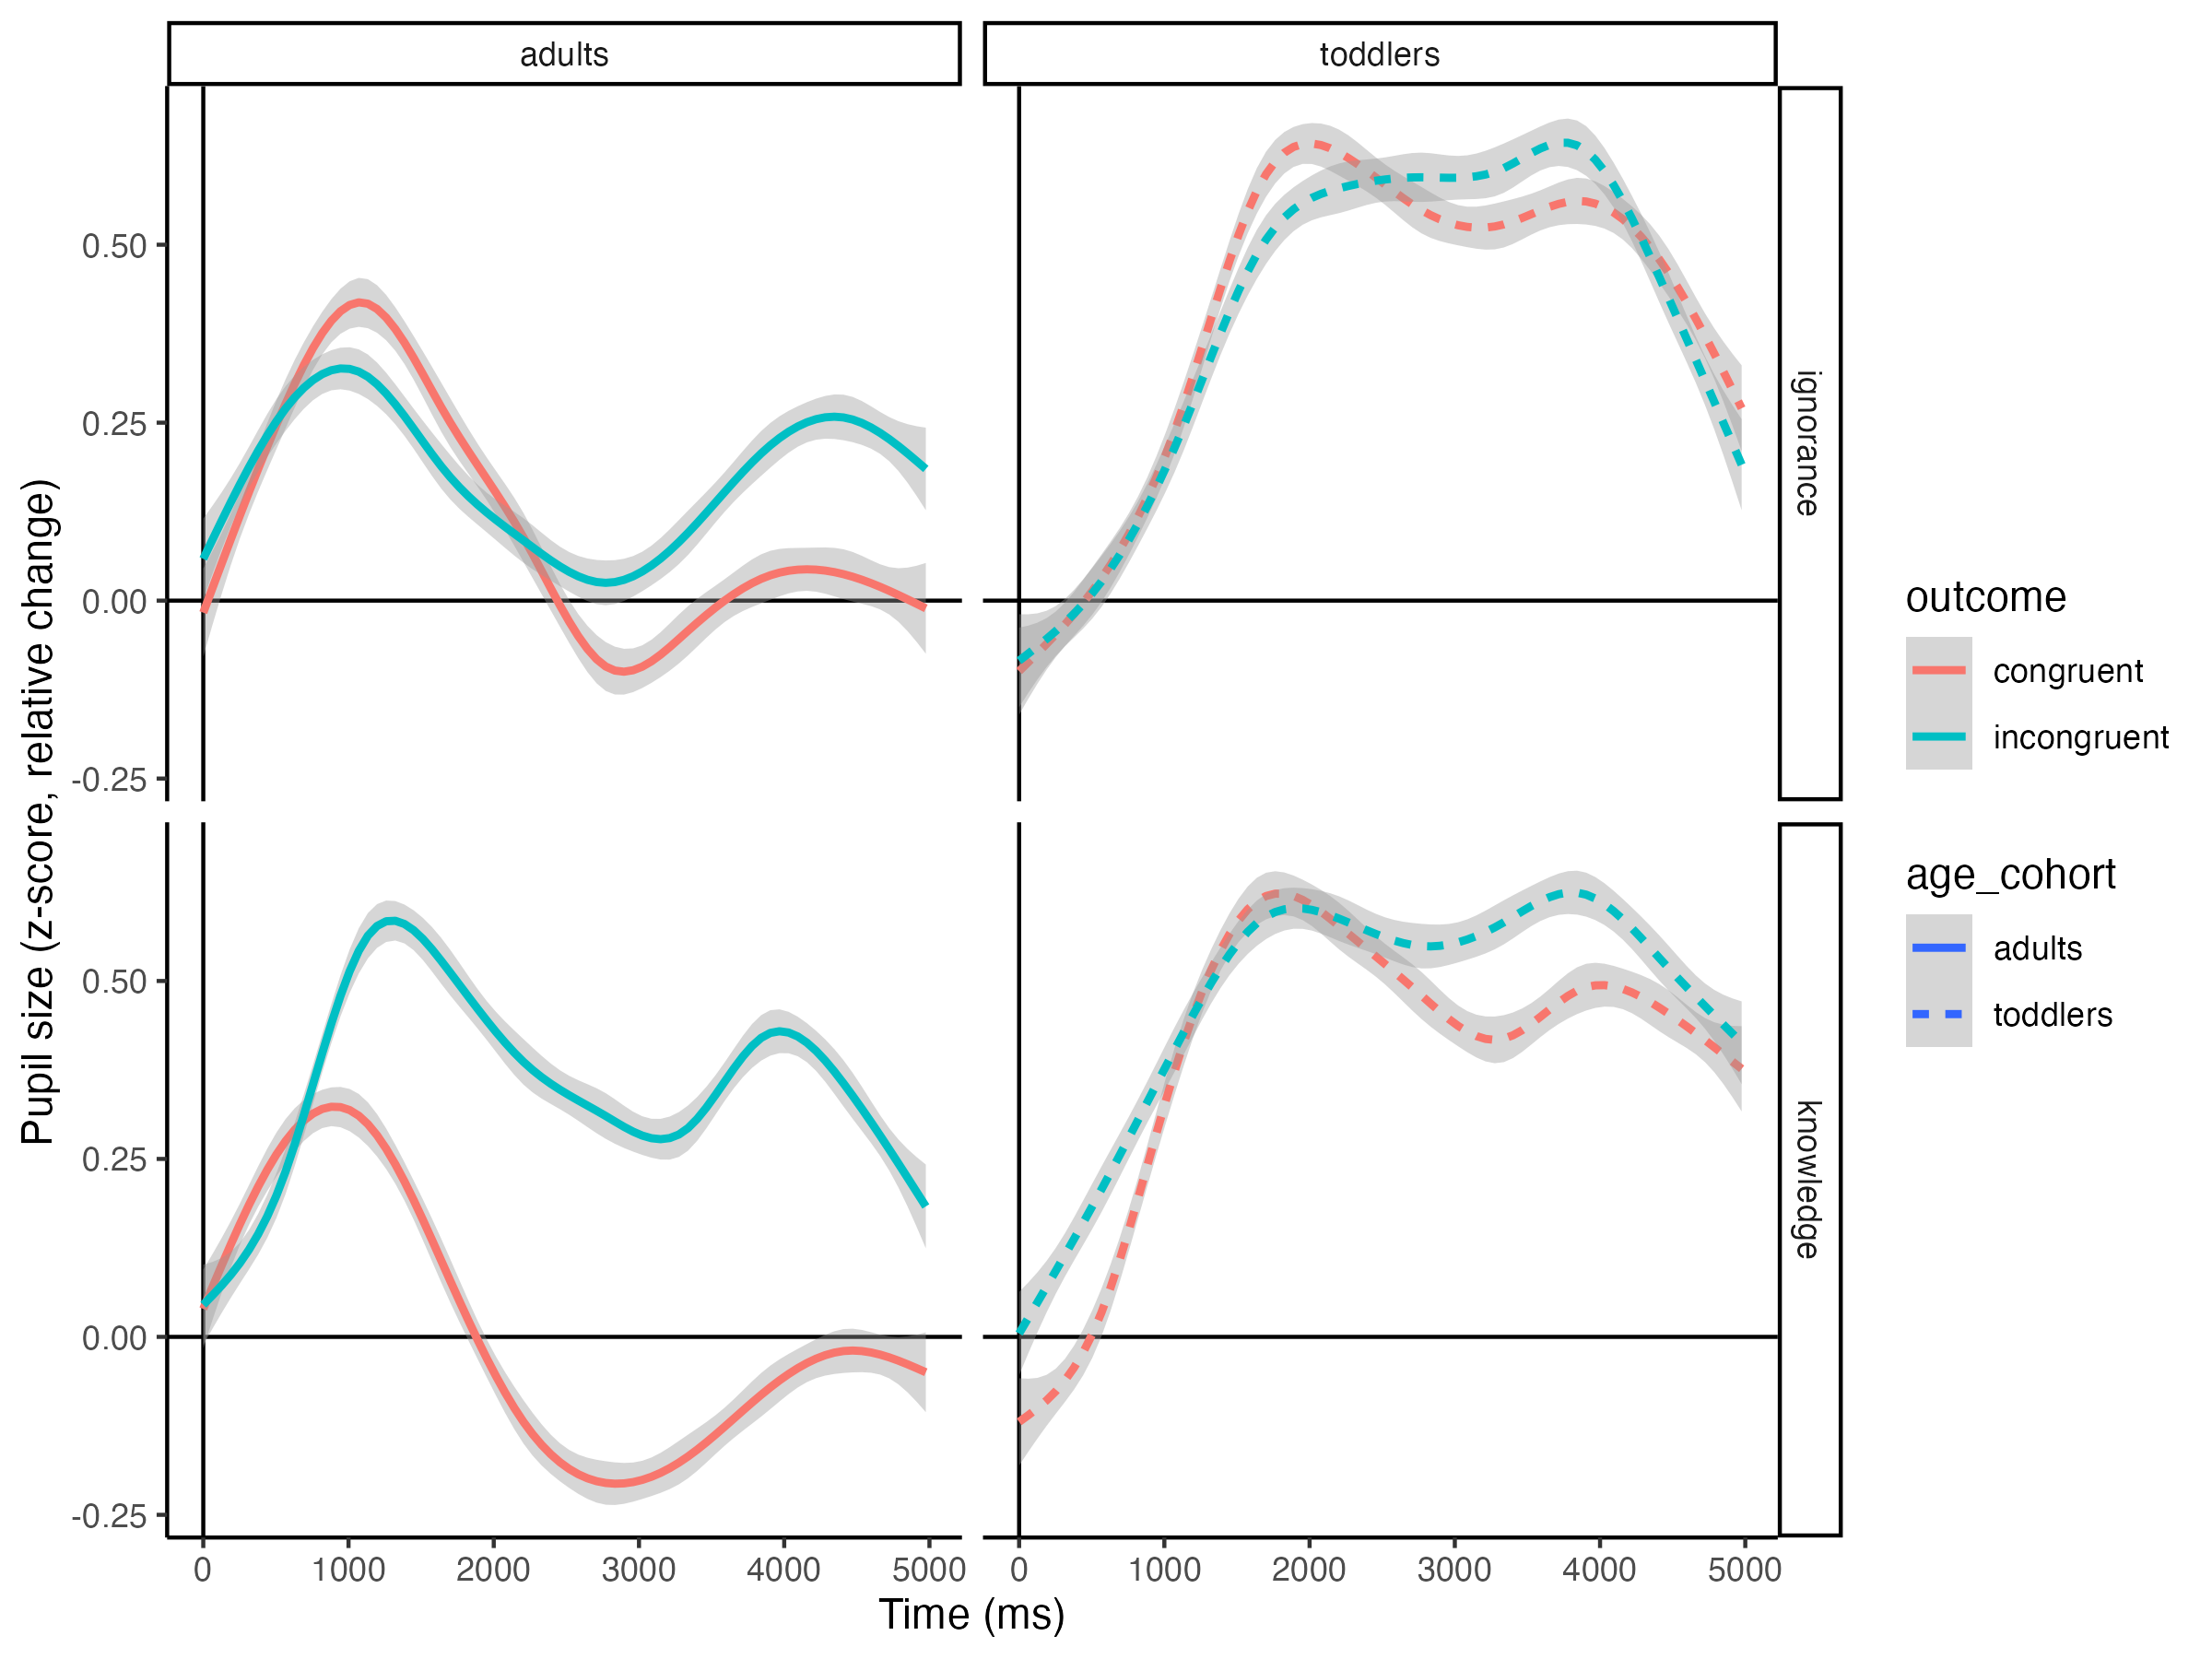 adults
toddlers
ignorance
knowledge
Pupil size (z-score, relative change)
0.50
0.25
0.00
-0.25
0.50
0.25
0.00
-0.25
0 1000 2000 3000 4000 5000
0 1000 2000 3000 4000 5000
Time (ms)
outcome
congruent
incongruent
age_cohort
adults
toddlers